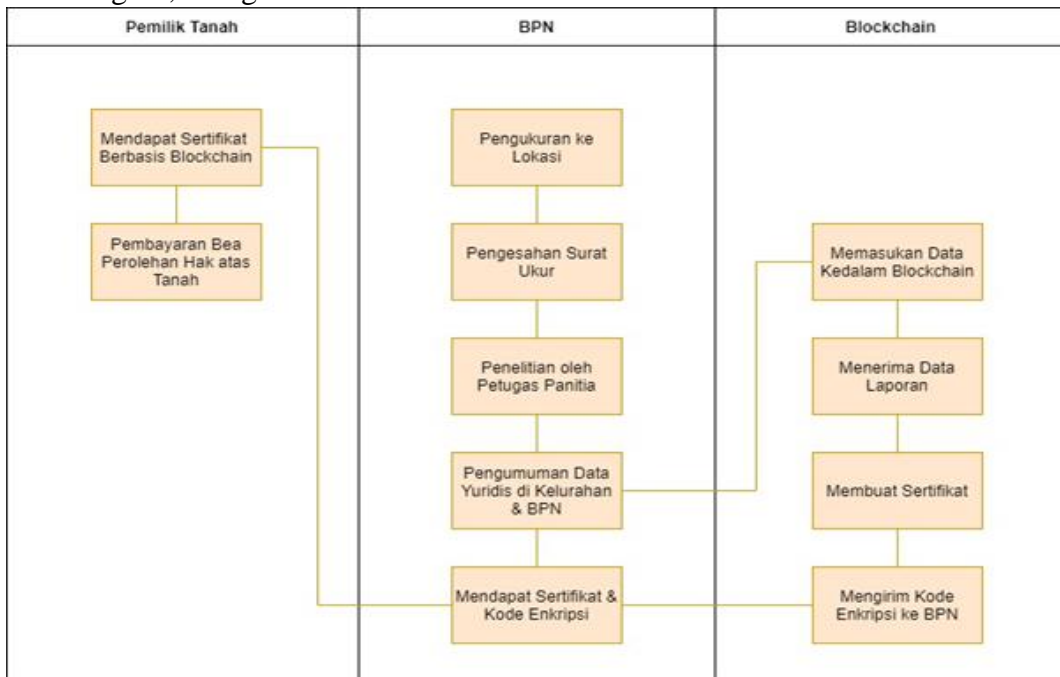 Pemilik Tanah
BPN
Blockchain
Mendapat Sertifikat
Berbasis Blockchain
Pembayaran Bea
Perolehan Hak atas
Tanah
Pengukuran ke
Lokasi
Pengesahan Surat
Ukur
Penelitian oleh
Petugas Panitia
Pengumuman Data
Yuridis di Kelurahan
& BPN
Mendapat Sertifikat &
Kode Enkripsi
Memasukan Data
Kedalam Blockchain
Menerima Data
Laporan
Membuat Sertifikat
Mengirim Kode
Enkripsi ke BPN